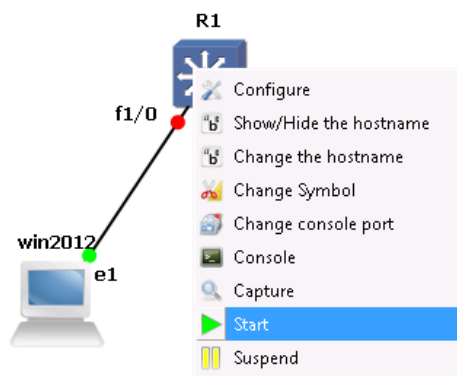 R1
f1/0
win2012
e1
Configure
Show/Hide the hostname
Change the hostname
Change Symbol
Change console port
Console
Capture
Start
Suspend